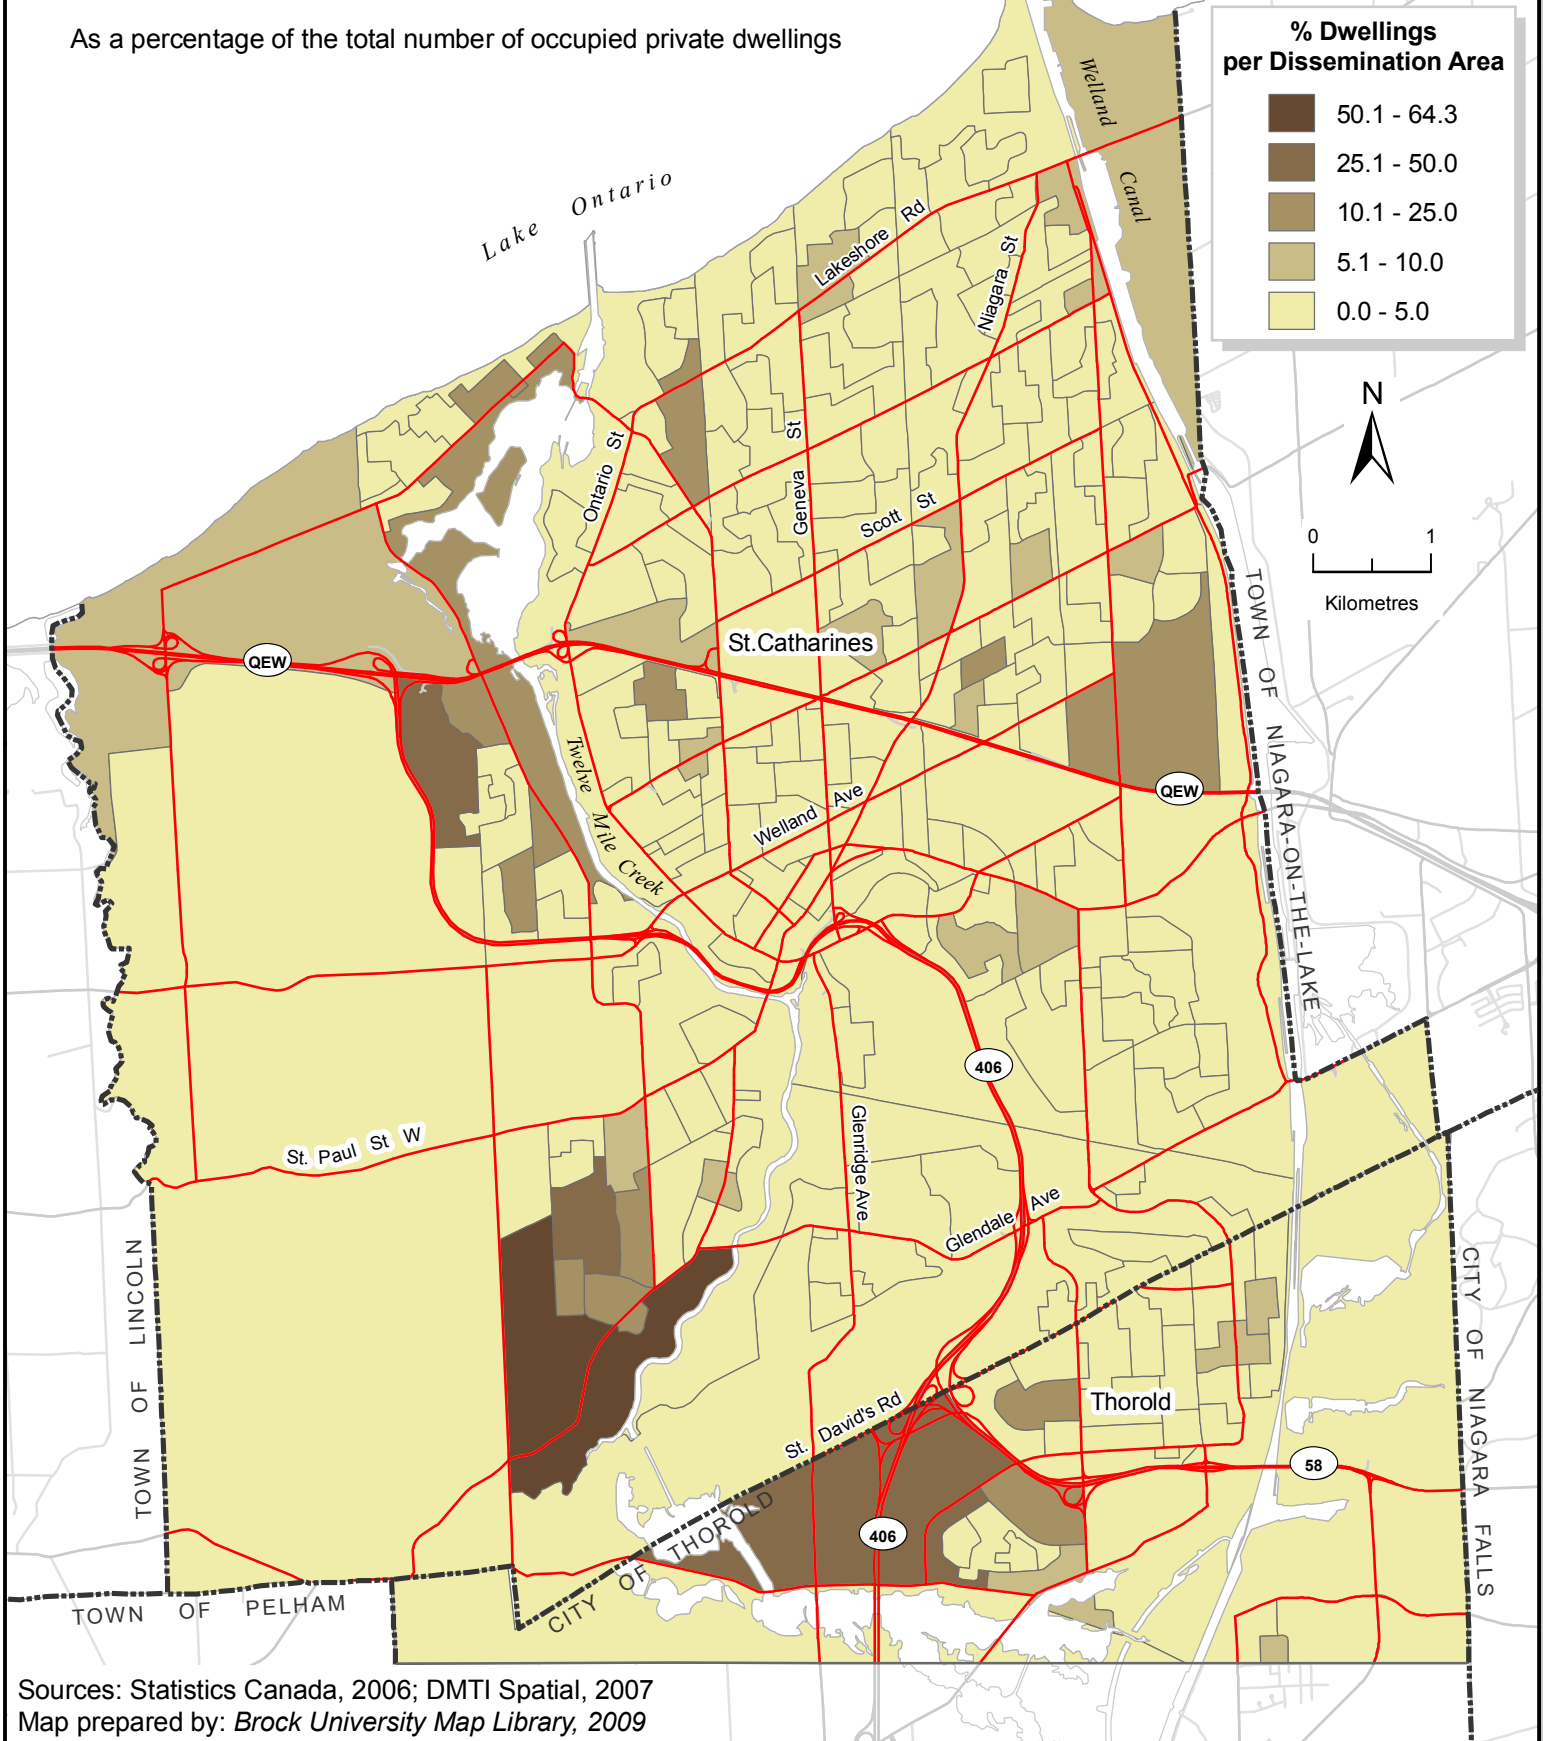 As a percentage of the total number of occupied private dwellings
% Dwellings
per Dissemination Area
50.1 - 64.3
25.1 - 50.0
10.1 - 25.0
5.1 - 10.0
0.0 - 5.0
N
0 1
Kilometres
Welland
Canal
Lake Ontario
Lakeshore Rd
Niagara St
Ontario St
Geneva St
Scott St
St.Catharines
QEW
QEW
Twelve Mile Creek
Welland Ave
TOWN OF NIAGARA-ON-THE-LAKE
406
St. Paul St W
Glenridge Ave
Glendale Ave
TOWN OF LINCOLN
CITY OF NIAGARA FALLS
Thorold
St. David's Rd
58
406
CITY OF THOROLD
TOWN OF PELHAM
Sources: Statistics Canada, 2006; DMTI Spatial, 2007
Map prepared by: Brock University Map Library, 2009